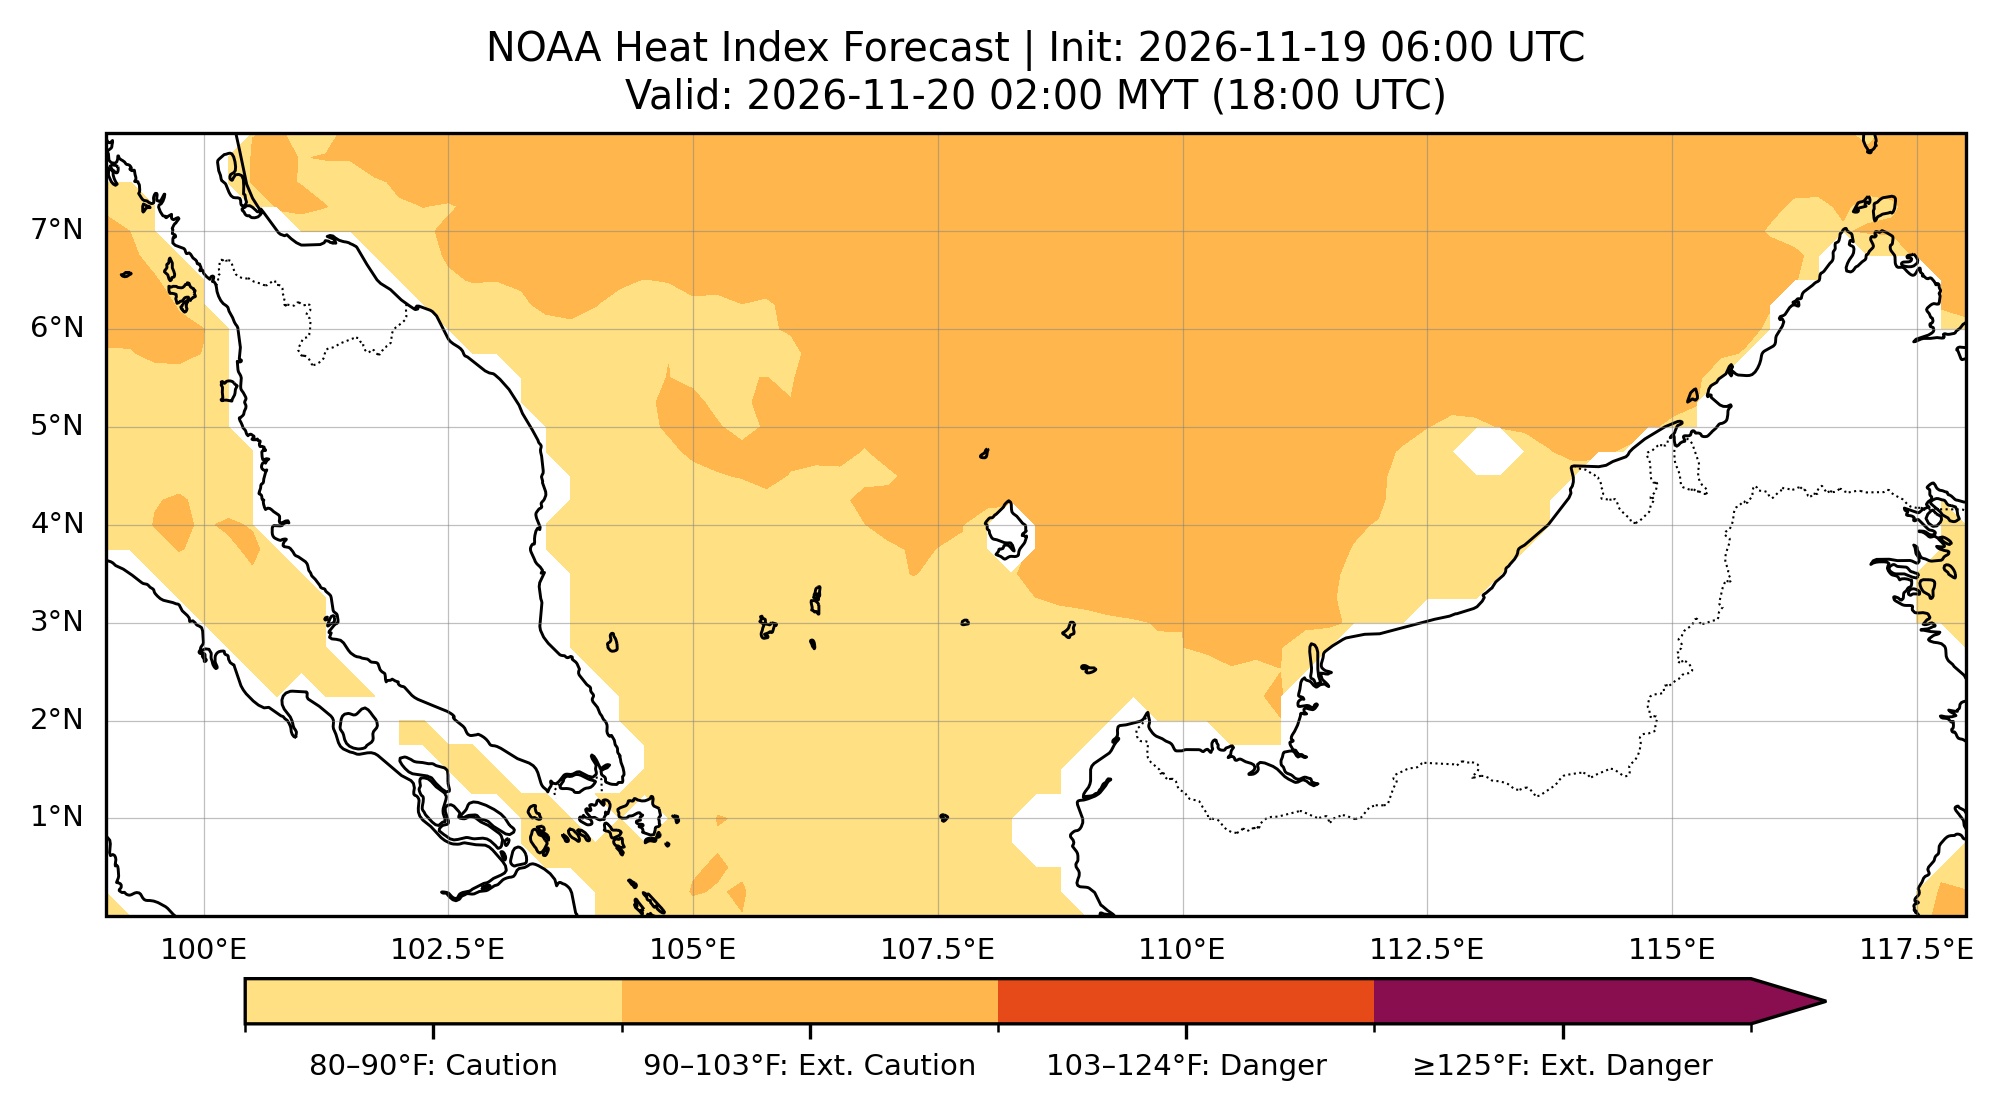 NOAA Heat Index Forecast | Init: 2026-11-19 06:00 UTC
Valid: 2026-11-20 02:00 MYT (18:00 UTC)
7°N
6°N
5°N
4°N
3°N
2°N
1°N
100°E 102.5°E 105°E 107.5°E 110°E 112.5°E 115°E 117.5°E
80–90°F: Caution 90–103°F: Ext. Caution 103–124°F: Danger ≥125°F: Ext. Danger